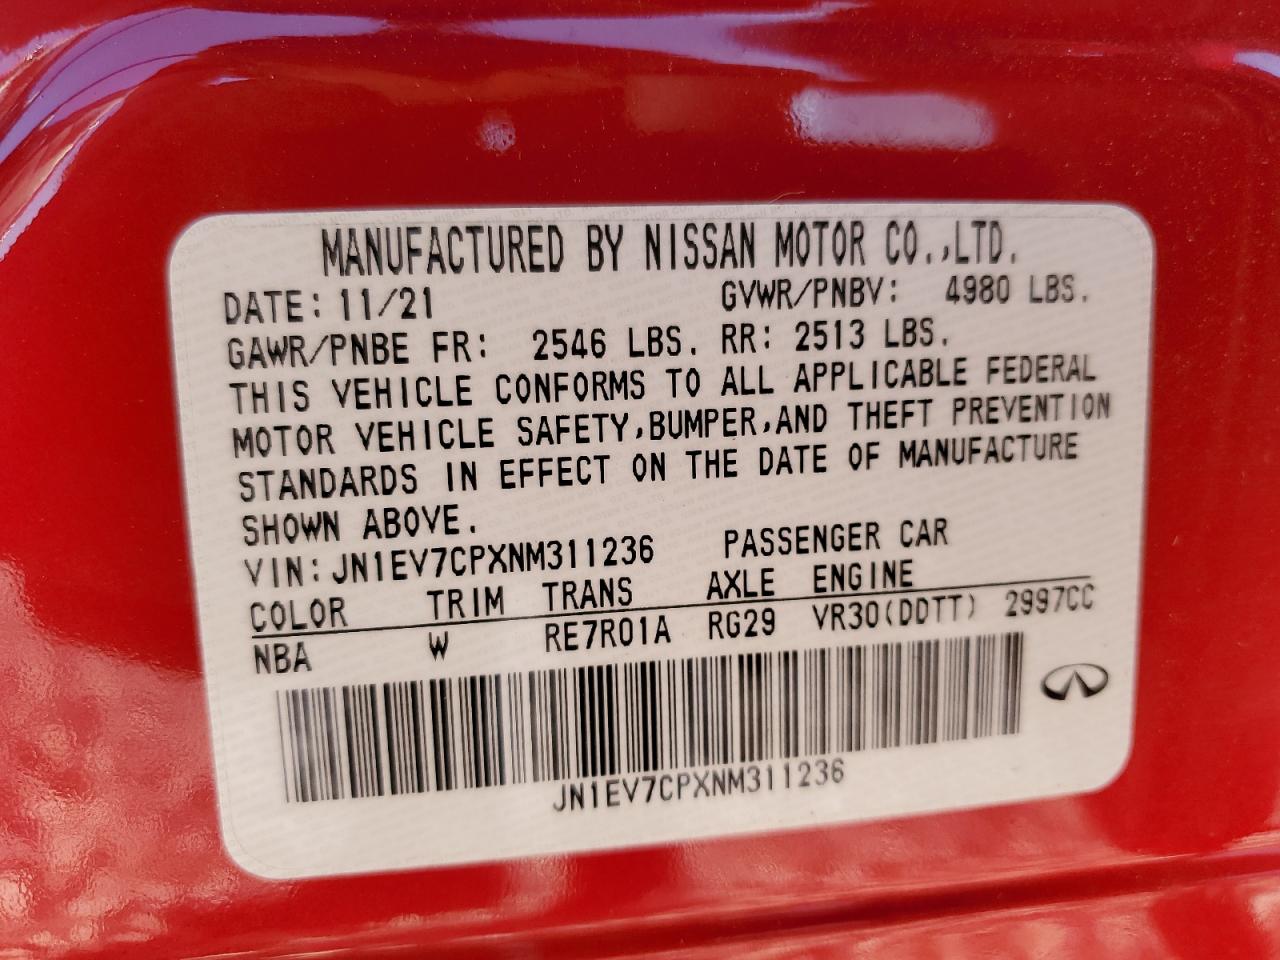 MANUFACTURED BY NISSAN MOTOR CO.,LTD.
DATE: 11/21 GVWR/PNBV: 4980 LBS.
GAWR/PNBE FR: 2546 LBS. RR: 2513 LBS.
THIS VEHICLE CONFORMS TO ALL APPLICABLE FEDERAL
MOTOR VEHICLE SAFETY,BUMPER,AND THEFT PREVENTION
STANDARDS IN EFFECT ON THE DATE OF MANUFACTURE
SHOWN ABOVE.
VIN: JN1EV7CPXNM311236 PASSENGER CAR
COLOR TRIM TRANS AXLE ENGINE
NBA W RE7R01A RG29 VR30(DDTT) 2997CC
JN1EV7CPXNM311236